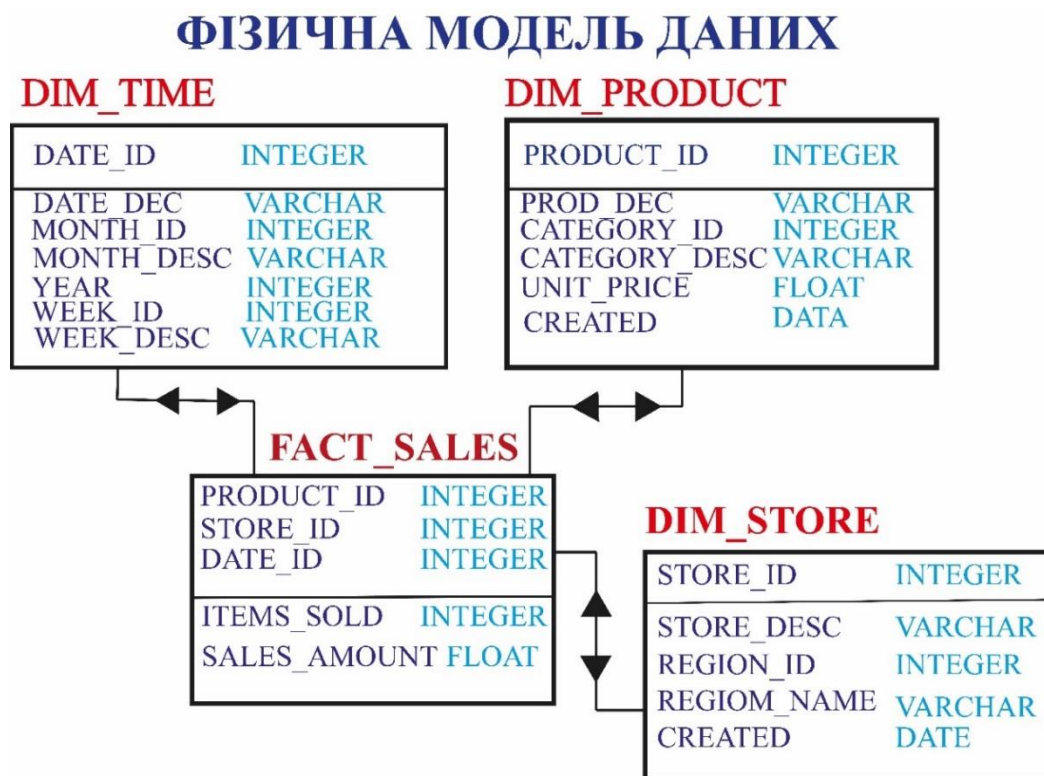 ФІЗИЧНА МОДЕЛЬ ДАНИХ
DIM_TIME
DATE_ID INTEGER
DATE_DEC VARCHAR
MONTH_ID INTEGER
MONTH_DESC VARCHAR
YEAR INTEGER
WEEK_ID INTEGER
WEEK_DESC VARCHAR
DIM_PRODUCT
PRODUCT_ID INTEGER
PROD_DEC VARCHAR
CATEGORY_ID INTEGER
CATEGORY_DESC VARCHAR
UNIT_PRICE FLOAT
CREATED DATA
FACT_SALES
PRODUCT_ID INTEGER
STORE_ID INTEGER
DATE_ID INTEGER
ITEMS_SOLD INTEGER
SALES_AMOUNT FLOAT
DIM_STORE
STORE_ID INTEGER
STORE_DESC VARCHAR
REGION_ID INTEGER
REGIOM_NAME VARCHAR
CREATED DATE